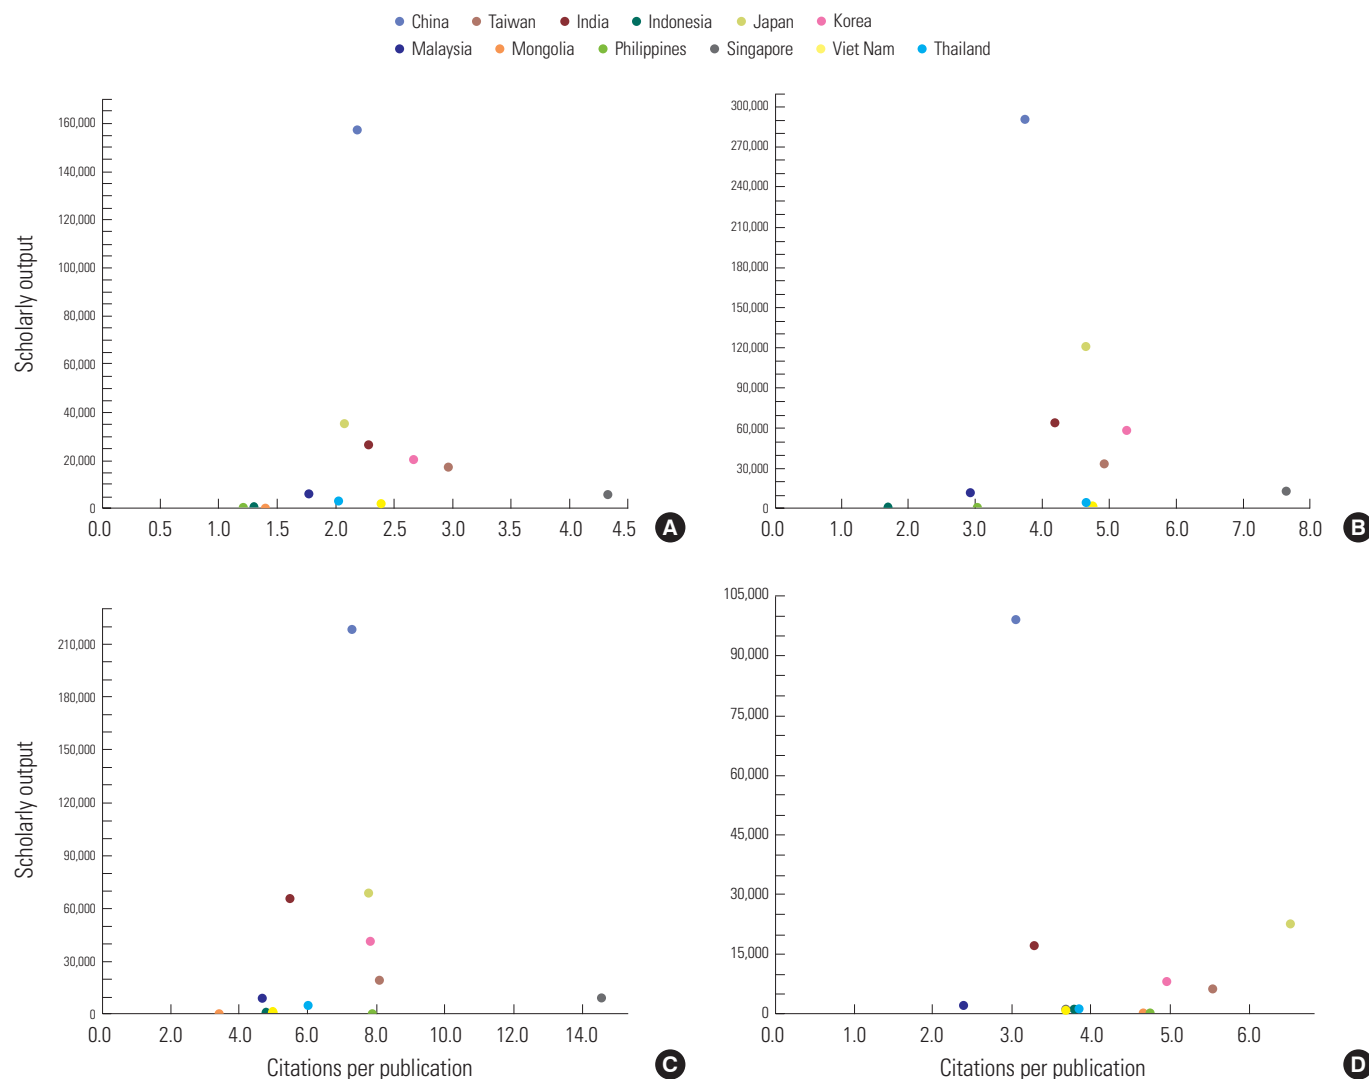 China Taiwan India Indonesia Japan Korea
Malaysia Mongolia Philippines Singapore Viet Nam Thailand
Scholarly output
160,000
140,000
120,000
100,000
80,000
60,000
40,000
20,000
0
0.0 0.5 1.0 1.5 2.0 2.5 3.0 3.5 4.0 4.5
A
300,000
270,000
240,000
210,000
180,000
150,000
120,000
90,000
60,000
30,000
0
0.0 1.0 2.0 3.0 4.0 5.0 6.0 7.0 8.0
B
Scholarly output
210,000
180,000
150,000
120,000
90,000
60,000
30,000
0
0.0 2.0 4.0 6.0 8.0 10.0 12.0 14.0
Citations per publication
C
105,000
90,000
75,000
60,000
45,000
30,000
15,000
0
0.0 1.0 2.0 3.0 4.0 5.0 6.0
Citations per publication
D